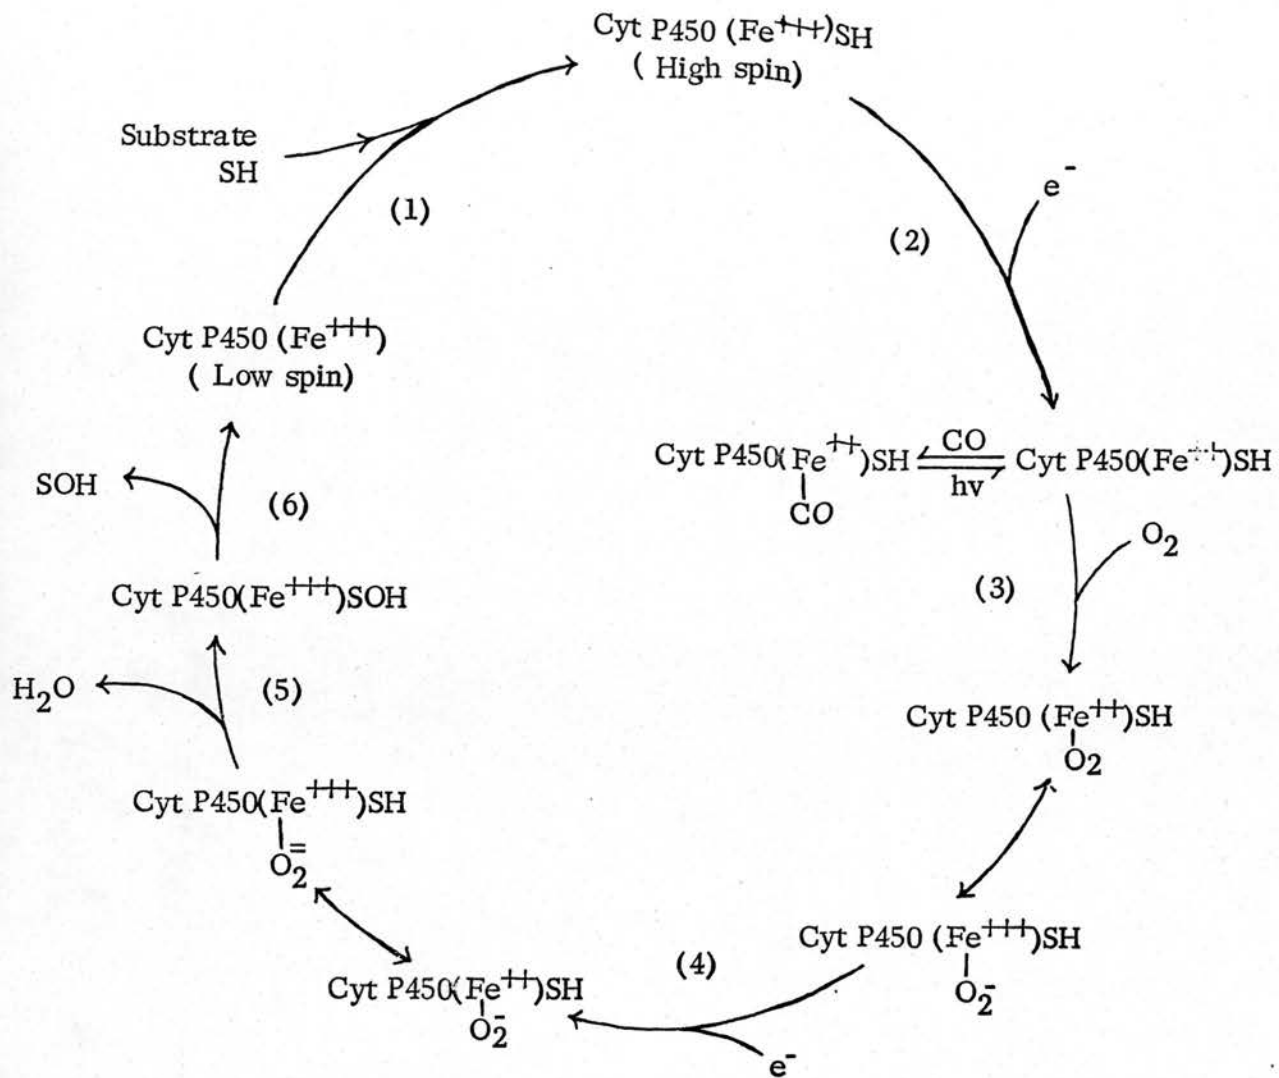 Cyt P450 (Fe+++)SH
( High spin)
Substrate
SH
(1)
e-
(2)
Cyt P450 (Fe+++)
( Low spin)
Cyt P450(Fe++)SH
CO
CO
hv
Cyt P450(Fe++)SH
SOH
(6)
O2
(3)
Cyt P450(Fe+++)SOH
H2O
(5)
Cyt P450 (Fe++)SH
O2
Cyt P450(Fe+++)SH
O2=
Cyt P450 (Fe+++)SH
O2-
(4)
Cyt P450(Fe++)SH
O2-
e-